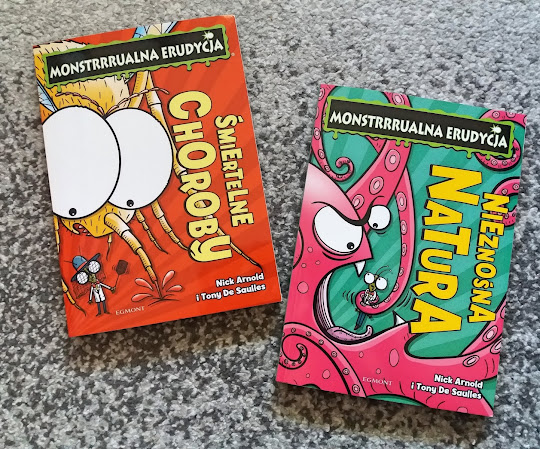 MONSTRRRUALNA ERUDYCJA
ŚMIERTELNE
CHOROBY
Nick Arnold
i Tony De Saulles
EGMONT
MONSTRRRUALNA ERUDYCJA
NIEZNOŚNA
NATURA
Nick Arnold
i Tony De Saulles
EGMONT